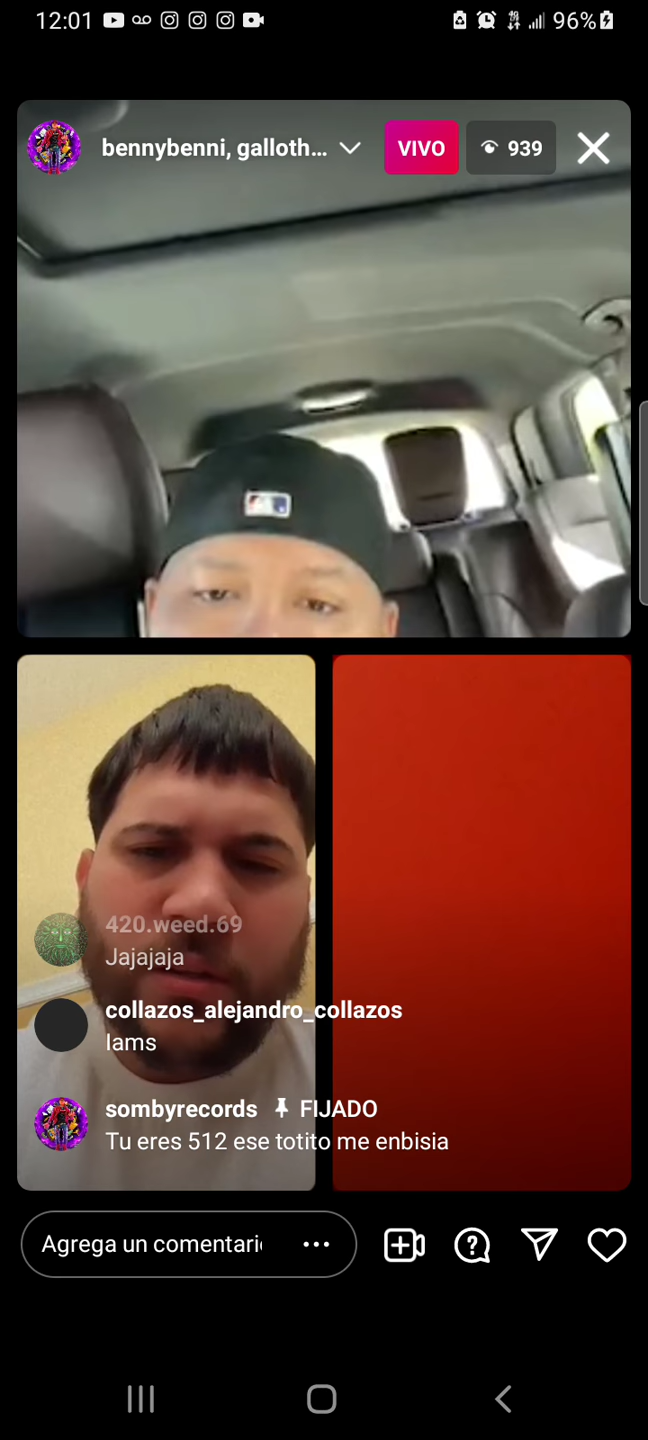 12:01
96%
bennybenni, galloth...
VIVO
939
420.weed.69
Jajajaja
collazos_alejandro_collazos
Iams
sombyrecords FIJADO
Tu eres 512 ese totito me enbisia
Agrega un comentari